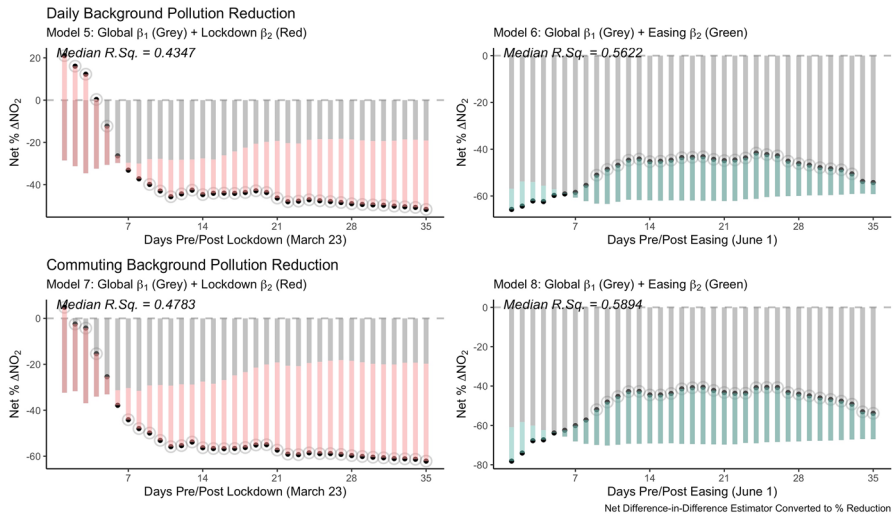 Daily Background Pollution Reduction
Model 5: Global β₁ (Grey) + Lockdown β₂ (Red)
Median R.Sq. = 0.4347
Net % ΔNO₂
20
0
-20
-40
7 14 21 28 35
Days Pre/Post Lockdown (March 23)
Model 6: Global β₁ (Grey) + Easing β₂ (Green)
Median R.Sq. = 0.5622
Net % ΔNO₂
0
-20
-40
-60
7 14 21 28 35
Days Pre/Post Easing (June 1)
Commuting Background Pollution Reduction
Model 7: Global β₁ (Grey) + Lockdown β₂ (Red)
Median R.Sq. = 0.4783
Net % ΔNO₂
0
-20
-40
-60
7 14 21 28 35
Days Pre/Post Lockdown (March 23)
Model 8: Global β₁ (Grey) + Easing β₂ (Green)
Median R.Sq. = 0.5894
Net % ΔNO₂
0
-20
-40
-60
-80
7 14 21 28 35
Days Pre/Post Easing (June 1)
Net Difference-in-Difference Estimator Converted to % Reduction